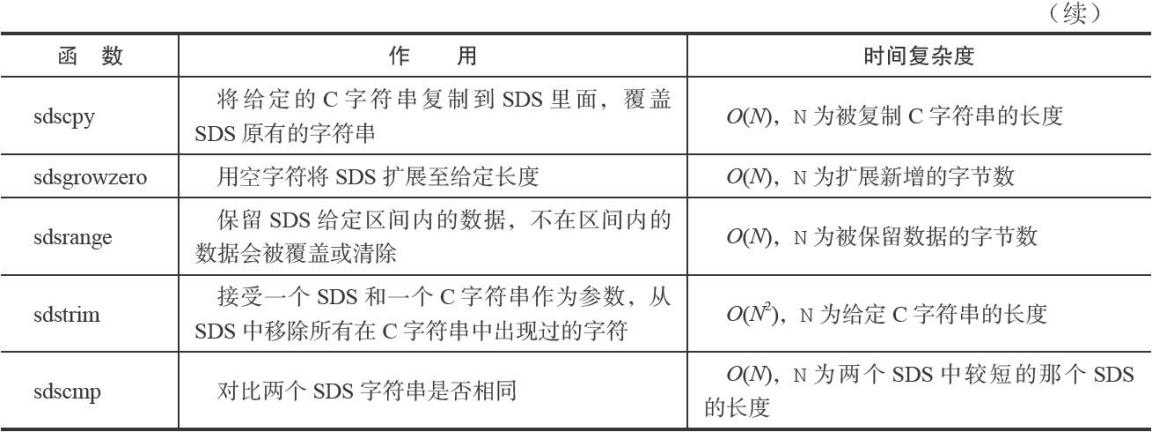 （续）
函 数 作 用 时间复杂度
sdscpy 将给定的 C 字符串复制到 SDS 里面，覆盖 SDS 原有的字符串 O(N)，N 为被复制 C 字符串的长度
sdsgrowzero 用空字符将 SDS 扩展至给定长度 O(N)，N 为扩展新增的字节数
sdsrange 保留 SDS 给定区间内的数据，不在区间内的数据会被覆盖或清除 O(N)，N 为被保留数据的字节数
sdstrim 接受一个 SDS 和一个 C 字符串作为参数，从 SDS 中移除所有在 C 字符串中出现过的字符 O(N²)，N 为给定 C 字符串的长度
sdscmp 对比两个 SDS 字符串是否相同 O(N)，N 为两个 SDS 中较短的那个 SDS 的长度